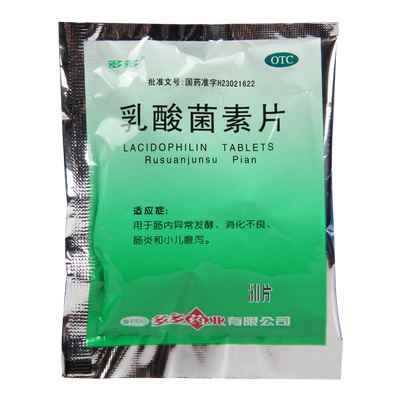 多多
OTC
批准文号:国药准字H23021622
乳酸菌素片
LACIDOPHILIN TABLETS
Rusuanjunsu Pian
适应症:
用于肠内异常发酵、消化不良、
肠炎和小儿腹泻。
50片
多多药业有限公司